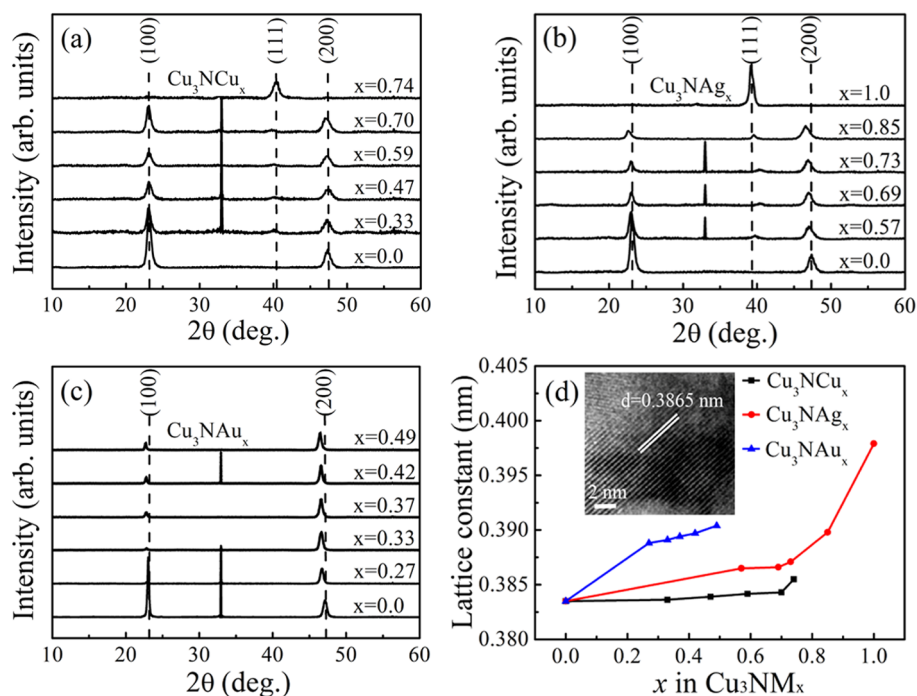 (a)
(100)
(111)
(200)
Cu₃NCuₓ
x=0.74
x=0.70
x=0.59
x=0.47
x=0.33
x=0.0
Intensity (arb. units)
10 20 30 40 50 60
2θ (deg.)
(b)
(100)
(111)
(200)
Cu₃NAgₓ
x=1.0
x=0.85
x=0.73
x=0.69
x=0.57
x=0.0
Intensity (arb. units)
10 20 30 40 50 60
2θ (deg.)
(c)
(100)
(200)
Cu₃NAuₓ
x=0.49
x=0.42
x=0.37
x=0.33
x=0.27
x=0.0
Intensity (arb. units)
10 20 30 40 50 60
2θ (deg.)
(d)
d=0.3865 nm
2 nm
Cu₃NCuₓ
Cu₃NAgₓ
Cu₃NAuₓ
Lattice constant (nm)
0.405
0.400
0.395
0.390
0.385
0.380
0.0 0.2 0.4 0.6 0.8 1.0
x in Cu₃NMₓ